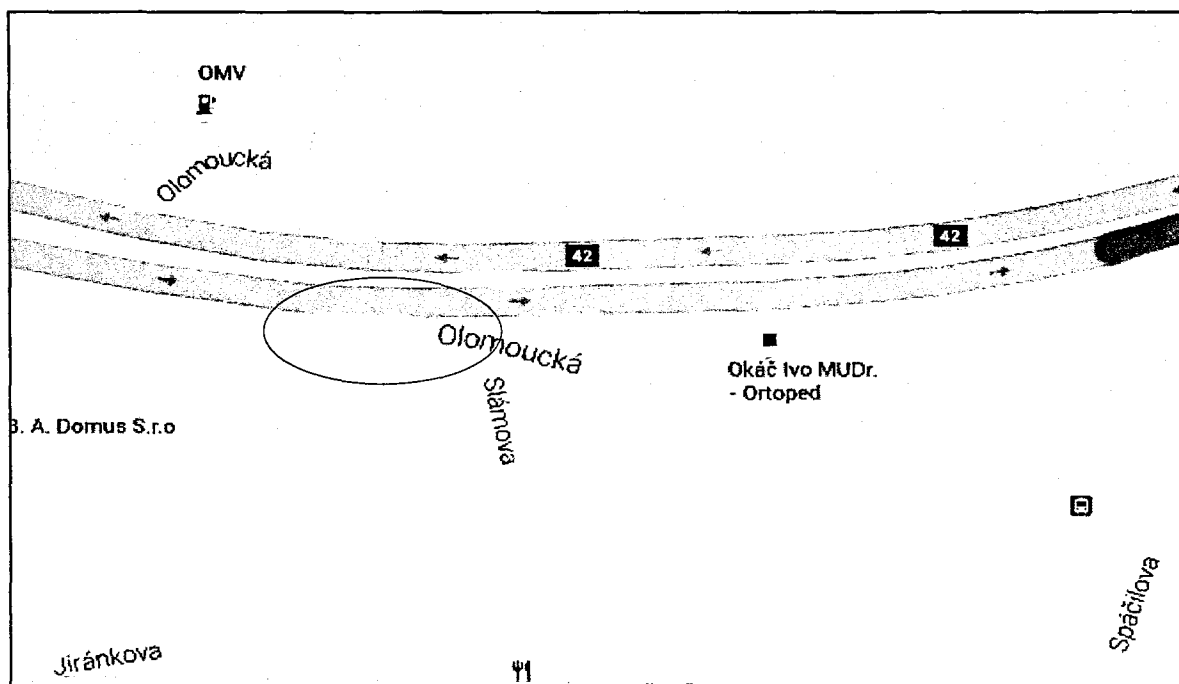 OMV
Olomoucká
42
42
Olomoucká
Okáč Ivo MUDr.
- Ortoped
Slámova
B. A. Domus S.r.o
Spáčilova
Jiránkova